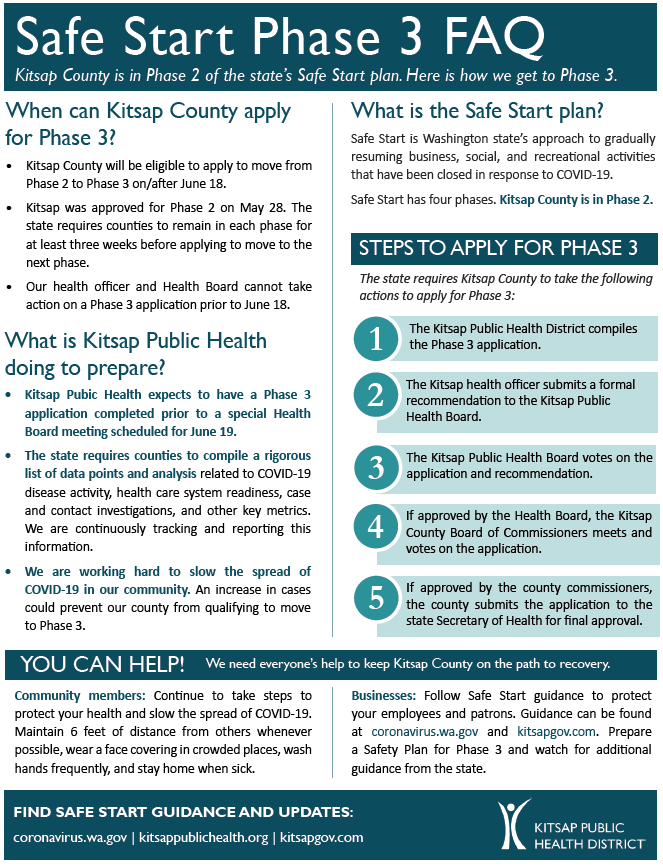 Safe Start Phase 3 FAQ
Kitsap County is in Phase 2 of the state's Safe Start plan. Here is how we get to Phase 3.
When can Kitsap County apply
for Phase 3?
• Kitsap County will be eligible to apply to move from
Phase 2 to Phase 3 on/after June 18.
• Kitsap was approved for Phase 2 on May 28. The
state requires counties to remain in each phase for
at least three weeks before applying to move to the
next phase.
• Our health officer and Health Board cannot take
action on a Phase 3 application prior to June 18.
What is Kitsap Public Health
doing to prepare?
• Kitsap Pubic Health expects to have a Phase 3
application completed prior to a special Health
Board meeting scheduled for June 19.
• The state requires counties to compile a rigorous
list of data points and analysis related to COVID-19
disease activity, health care system readiness, case
and contact investigations, and other key metrics.
We are continuously tracking and reporting this
information.
• We are working hard to slow the spread of
COVID-19 in our community. An increase in cases
could prevent our county from qualifying to move
to Phase 3.
What is the Safe Start plan?
Safe Start is Washington state's approach to gradually
resuming business, social, and recreational activities
that have been closed in response to COVID-19.
Safe Start has four phases. Kitsap County is in Phase 2.
STEPS TO APPLY FOR PHASE 3
The state requires Kitsap County to take the following
actions to apply for Phase 3:
1
The Kitsap Public Health District compiles
the Phase 3 application.
2
The Kitsap health officer submits a formal
recommendation to the Kitsap Public
Health Board.
3
The Kitsap Public Health Board votes on the
application and recommendation.
4
If approved by the Health Board, the Kitsap
County Board of Commissioners meets and
votes on the application.
5
If approved by the county commissioners,
the county submits the application to the
state Secretary of Health for final approval.
YOU CAN HELP! We need everyone's help to keep Kitsap County on the path to recovery.
Community members: Continue to take steps to
protect your health and slow the spread of COVID-19.
Maintain 6 feet of distance from others whenever
possible, wear a face covering in crowded places, wash
hands frequently, and stay home when sick.
Businesses: Follow Safe Start guidance to protect
your employees and patrons. Guidance can be found
at coronavirus.wa.gov and kitsapgov.com. Prepare
a Safety Plan for Phase 3 and watch for additional
guidance from the state.
FIND SAFE START GUIDANCE AND UPDATES:
coronavirus.wa.gov | kitsappublichealth.org | kitsapgov.com
KITSAP PUBLIC
HEALTH DISTRICT